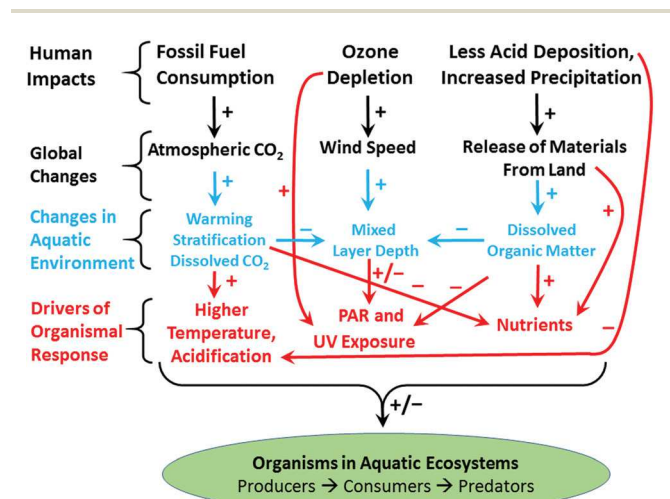 Human
Impacts
Fossil Fuel
Consumption
Ozone
Depletion
Less Acid Deposition,
Increased Precipitation
+
+
+
Global
Changes
Atmospheric CO₂
Wind Speed
Release of Materials
From Land
+
+
+
+
+
Changes in
Aquatic
Environment
Warming
Stratification
Dissolved CO₂
−
Mixed
Layer Depth
−
Dissolved
Organic Matter
+
+/−
−
−
+
Drivers of
Organismal
Response
Higher
Temperature,
Acidification
PAR and
UV Exposure
Nutrients
−
+/−
Organisms in Aquatic Ecosystems
Producers → Consumers → Predators